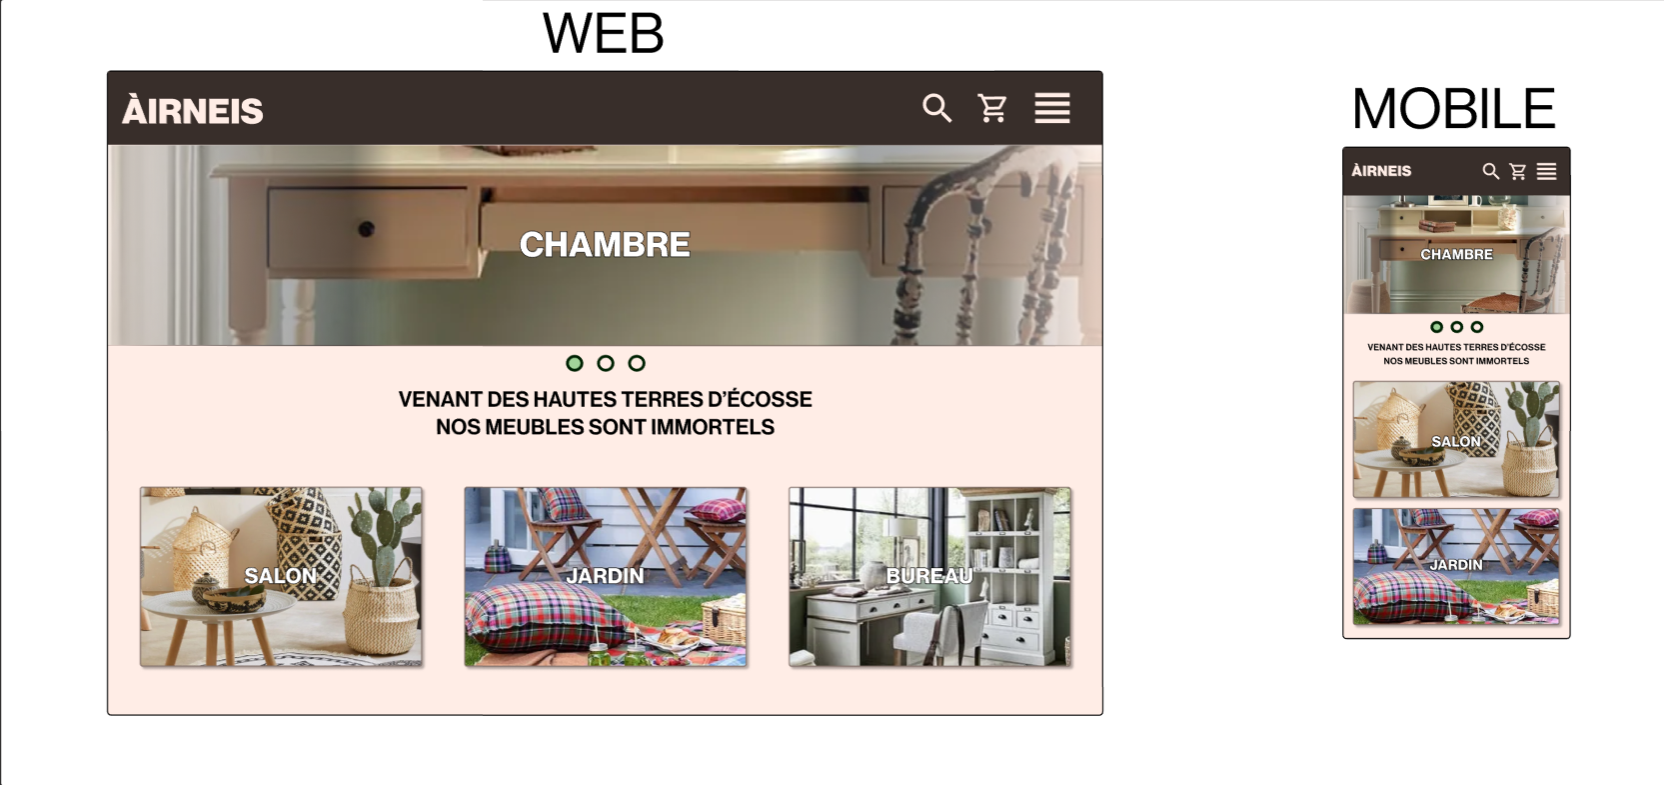 WEB
ÀIRNEIS
CHAMBRE
VENANT DES HAUTES TERRES D'ÉCOSSE
NOS MEUBLES SONT IMMORTELS
SALON
JARDIN
BUREAU
MOBILE
ÀIRNEIS
CHAMBRE
VENANT DES HAUTES TERRES D'ÉCOSSE
NOS MEUBLES SONT IMMORTELS
SALON
JARDIN